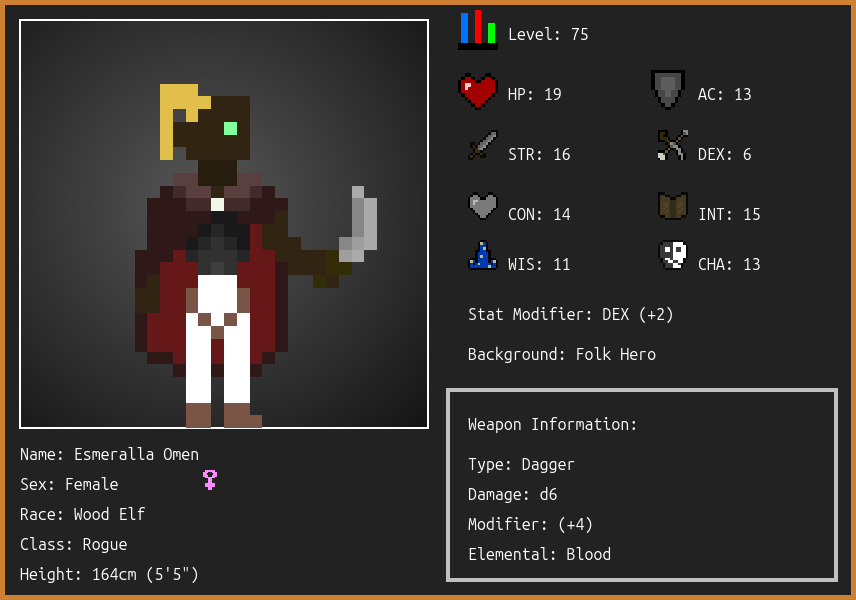 Level: 75
HP: 19
AC: 13
STR: 16
DEX: 6
CON: 14
INT: 15
WIS: 11
CHA: 13
Stat Modifier: DEX (+2)
Background: Folk Hero
Weapon Information:
Type: Dagger
Damage: d6
Modifier: (+4)
Elemental: Blood
Name: Esmeralla Omen
Sex: Female
Race: Wood Elf
Class: Rogue
Height: 164cm (5'5")